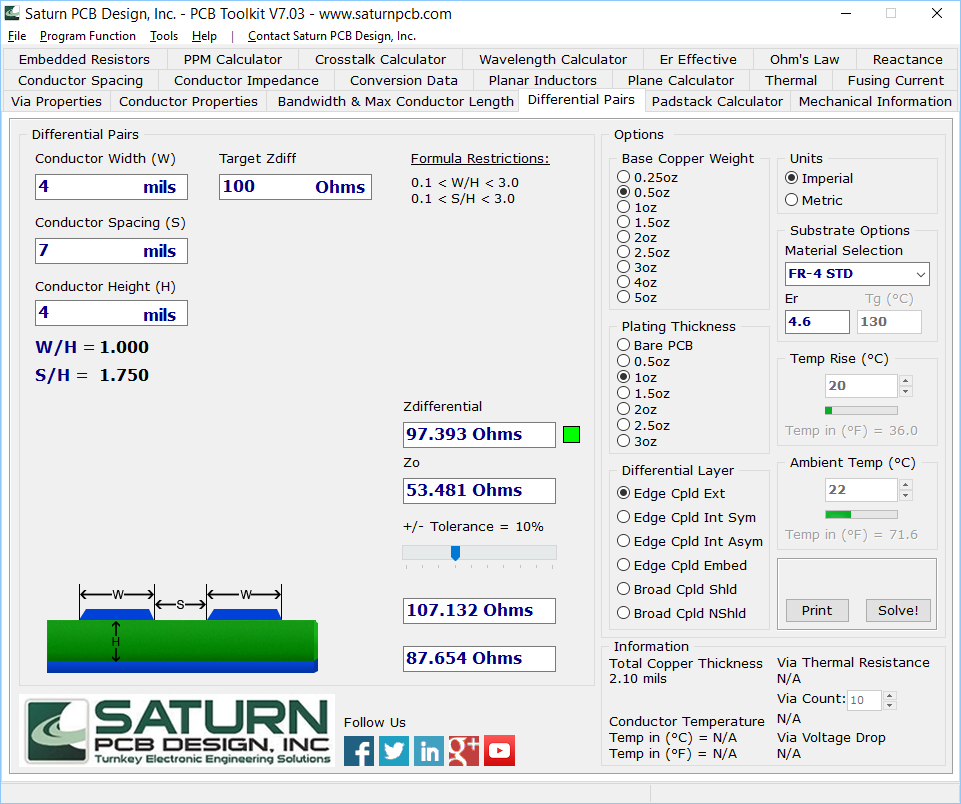 Saturn PCB Design, Inc. - PCB Toolkit V7.03 - www.saturnpcb.com
File Program Function Tools Help | Contact Saturn PCB Design, Inc.
Embedded Resistors PPM Calculator Crosstalk Calculator Wavelength Calculator Er Effective Ohm's Law Reactance
Conductor Spacing Conductor Impedance Conversion Data Planar Inductors Plane Calculator Thermal Fusing Current
Via Properties Conductor Properties Bandwidth & Max Conductor Length Differential Pairs Padstack Calculator Mechanical Information
Differential Pairs
Conductor Width (W)
4 mils
Target Zdiff
100 Ohms
Formula Restrictions:
0.1 < W/H < 3.0
0.1 < S/H < 3.0
Conductor Spacing (S)
7 mils
Conductor Height (H)
4 mils
W/H = 1.000
S/H = 1.750
Zdifferential
97.393 Ohms
Zo
53.481 Ohms
+/- Tolerance = 10%
107.132 Ohms
87.654 Ohms
W S W
H
Options
Base Copper Weight
0.25oz
0.5oz
1oz
1.5oz
2oz
2.5oz
3oz
4oz
5oz
Plating Thickness
Bare PCB
0.5oz
1oz
1.5oz
2oz
2.5oz
3oz
Differential Layer
Edge Cpld Ext
Edge Cpld Int Sym
Edge Cpld Int Asym
Edge Cpld Embed
Broad Cpld Shld
Broad Cpld NShld
Units
Imperial
Metric
Substrate Options
Material Selection
FR-4 STD
Er Tg (°C)
4.6 130
Temp Rise (°C)
20
Temp in (°F) = 36.0
Ambient Temp (°C)
22
Temp in (°F) = 71.6
Print Solve!
Information
Total Copper Thickness
2.10 mils
Conductor Temperature
Temp in (°C) = N/A
Temp in (°F) = N/A
Via Thermal Resistance
N/A
Via Count: 10
N/A
Via Voltage Drop
N/A
SATURN
PCB DESIGN, INC
Turnkey Electronic Engineering Solutions
Follow Us
f in g+